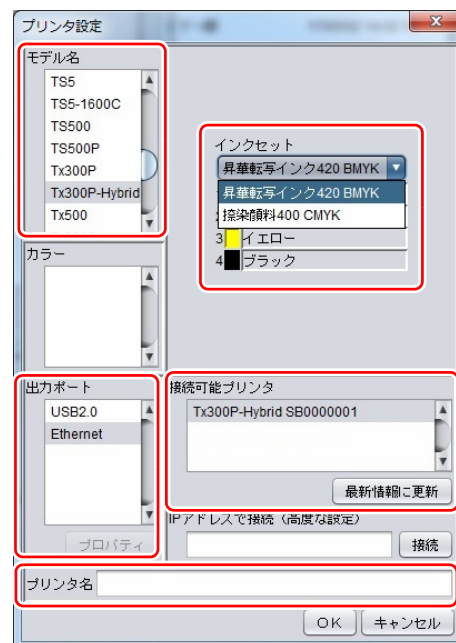 プリンタ設定
モデル名
TS5
TS5-1600C
TS500
TS500P
Tx300P
Tx300P-Hybrid
Tx500
インクセット
昇華転写インク420 BMYK
昇華転写インク420 BMYK
捺染顔料400 CMYK
3 イエロー
4 ブラック
カラー
出力ポート
USB2.0
Ethernet
プロパティ
接続可能プリンタ
Tx300P-Hybrid SB0000001
最新情報に更新
IPアドレスで接続（高度な設定）
接続
プリンタ名
OK
キャンセル